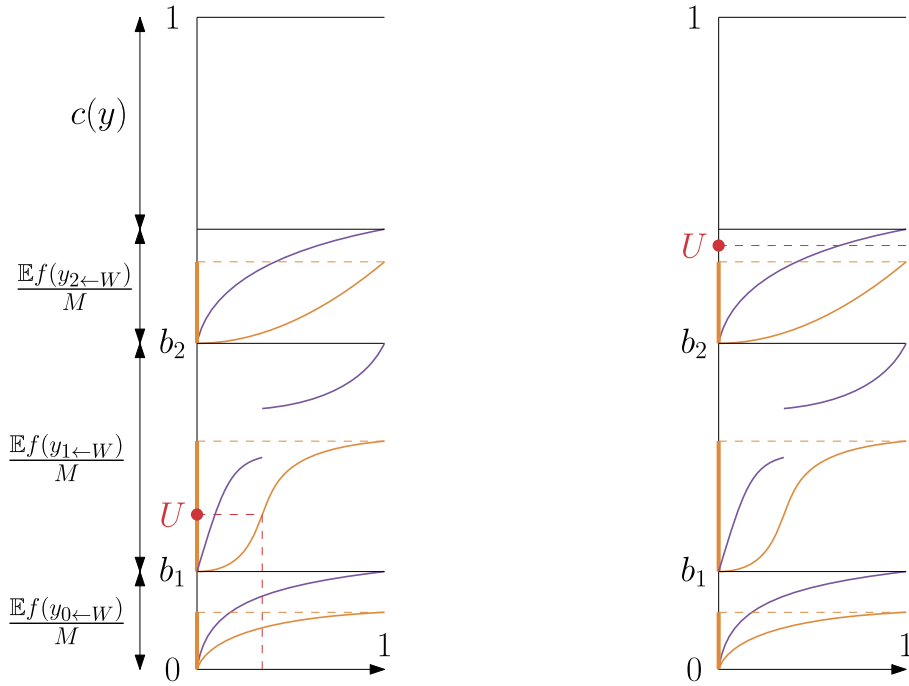 1
c(y)
𝔼f(y_{2←W})
M
b_2
𝔼f(y_{1←W})
M
U
b_1
𝔼f(y_{0←W})
M
0
1
1
U
b_2
b_1
0
1